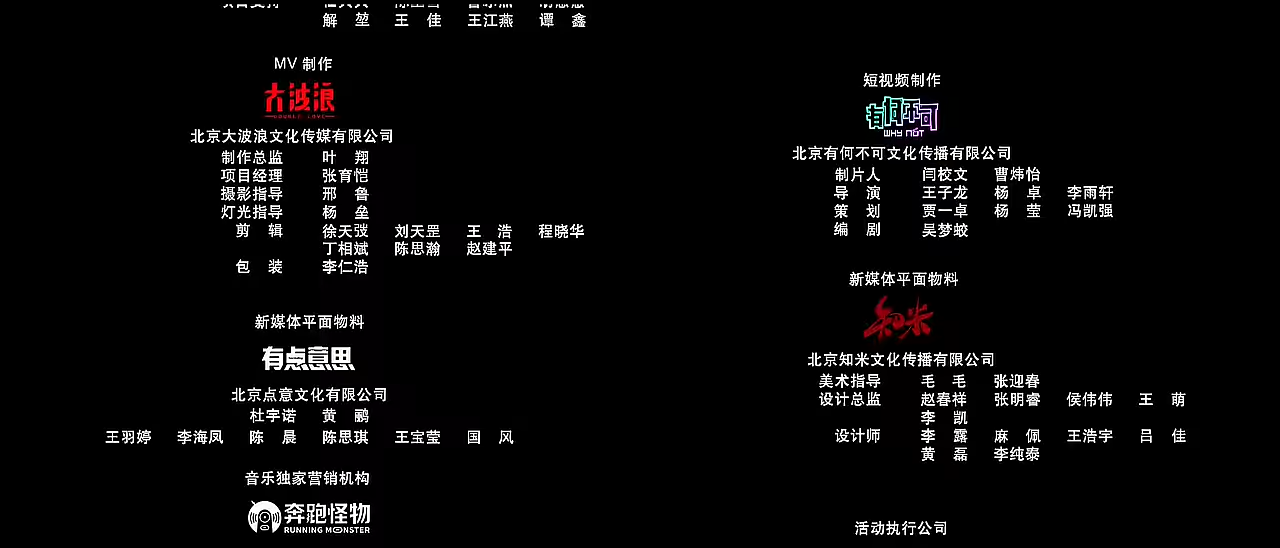 解 堃 王 佳 王江燕 谭 鑫
MV 制作
大波浪
DOUBLE LOVE
北京大波浪文化传媒有限公司
制作总监 叶 翔
项目经理 张育恺
摄影指导 邢 鲁
灯光指导 杨 垒
剪 辑 徐天弢 刘天罡 王 浩 程晓华
丁相斌 陈思瀚 赵建平
包 装 李仁浩
新媒体平面物料
有点意思
北京点意文化有限公司
杜宇诺 黄 鹂
王羽婷 李海凤 陈 晨 陈思琪 王宝莹 国 风
音乐独家营销机构
奔跑怪物
RUNNING MONSTER
短视频制作
有何不可
WHY NOT
北京有何不可文化传播有限公司
制片人 闫校文 曹炜怡
导 演 王子龙 杨 卓 李雨轩
策 划 贾一卓 杨 莹 冯凯强
编 剧 吴梦蛟
新媒体平面物料
知米
北京知米文化传播有限公司
美术指导 毛 毛 张迎春
设计总监 赵春祥 张明睿 侯伟伟 王 萌
李 凯
设计师 李 露 麻 佩 王浩宇 吕 佳
黄 磊 李纯泰
活动执行公司